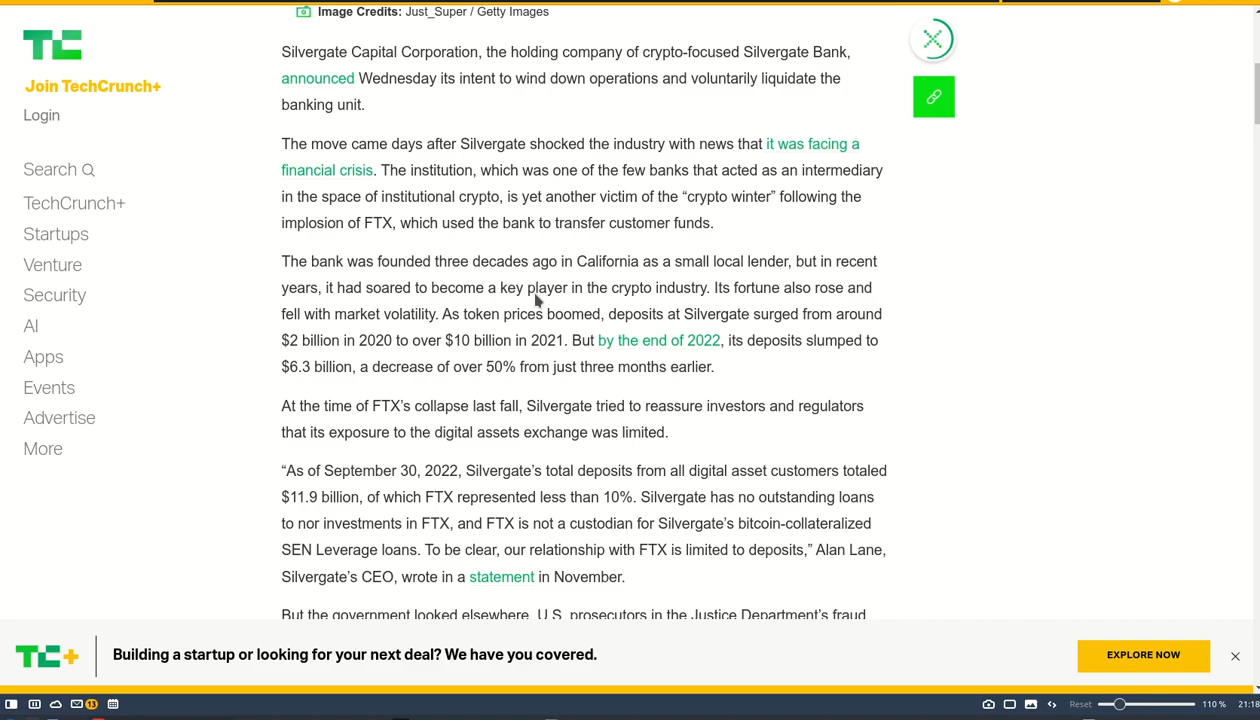 Image Credits: Just_Super / Getty Images
TC
Join TechCrunch+
Login
Search
TechCrunch+
Startups
Venture
Security
AI
Apps
Events
Advertise
More
Silvergate Capital Corporation, the holding company of crypto-focused Silvergate Bank,
announced Wednesday its intent to wind down operations and voluntarily liquidate the
banking unit.
The move came days after Silvergate shocked the industry with news that it was facing a
financial crisis. The institution, which was one of the few banks that acted as an intermediary
in the space of institutional crypto, is yet another victim of the “crypto winter” following the
implosion of FTX, which used the bank to transfer customer funds.
The bank was founded three decades ago in California as a small local lender, but in recent
years, it had soared to become a key player in the crypto industry. Its fortune also rose and
fell with market volatility. As token prices boomed, deposits at Silvergate surged from around
$2 billion in 2020 to over $10 billion in 2021. But by the end of 2022, its deposits slumped to
$6.3 billion, a decrease of over 50% from just three months earlier.
At the time of FTX’s collapse last fall, Silvergate tried to reassure investors and regulators
that its exposure to the digital assets exchange was limited.
“As of September 30, 2022, Silvergate’s total deposits from all digital asset customers totaled
$11.9 billion, of which FTX represented less than 10%. Silvergate has no outstanding loans
to nor investments in FTX, and FTX is not a custodian for Silvergate’s bitcoin-collateralized
SEN Leverage loans. To be clear, our relationship with FTX is limited to deposits,” Alan Lane,
Silvergate’s CEO, wrote in a statement in November.
But the government looked elsewhere. U.S. prosecutors in the Justice Department’s fraud
TC+
Building a startup or looking for your next deal? We have you covered.
EXPLORE NOW
13
Reset
110 %
21:18